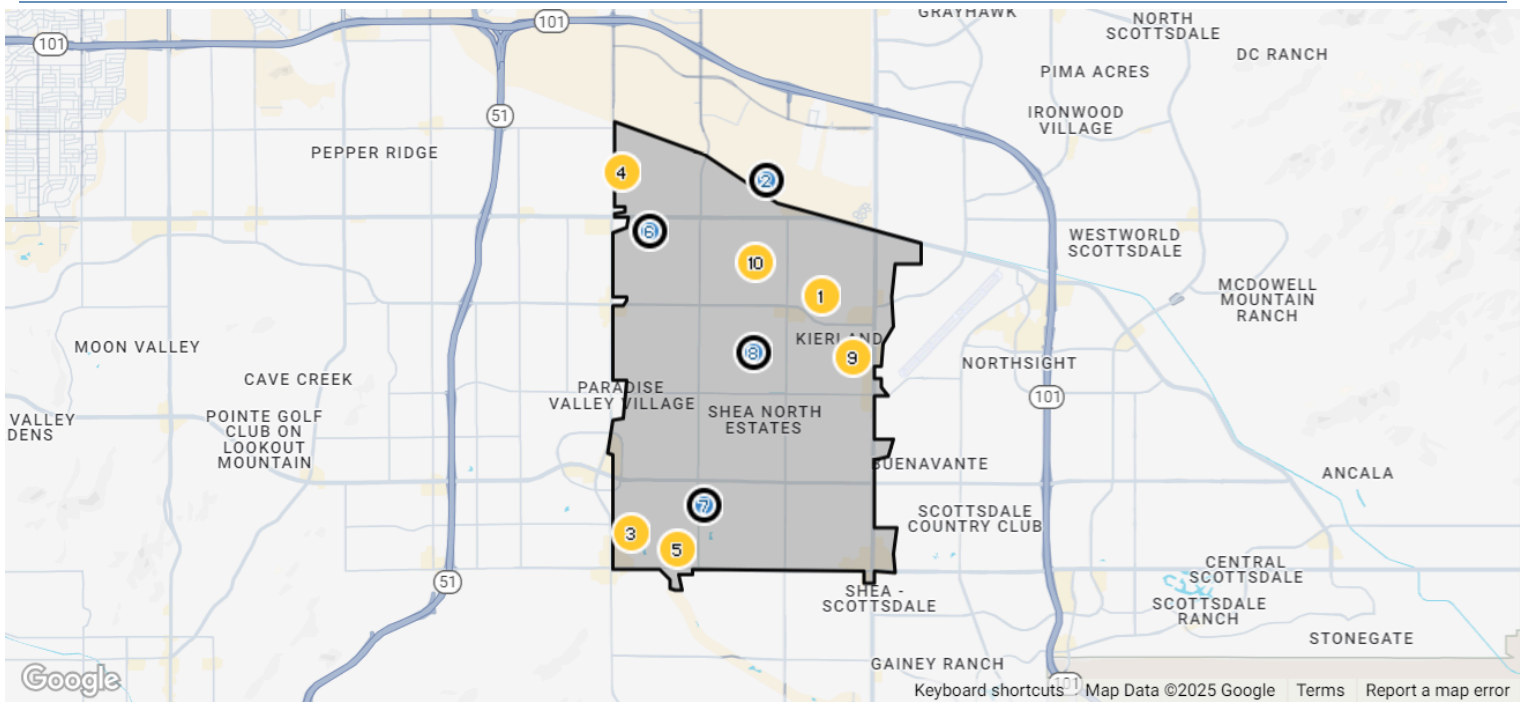 GRAYHAWK
NORTH
SCOTTSDALE
101
101
DC RANCH
PIMA ACRES
IRONWOOD
VILLAGE
51
PEPPER RIDGE
4
2
6
WESTWORLD
SCOTTSDALE
10
1
MCDOWELL
MOUNTAIN
RANCH
KIERLAND
MOON VALLEY
8
9
NORTHSIGHT
CAVE CREEK
PARADISE
VALLEY VILLAGE
101
VALLEY
DENS
POINTE GOLF
CLUB ON
LOOKOUT
MOUNTAIN
SHEA NORTH
ESTATES
BUENAVANTE
ANCALA
7
SCOTTSDALE
COUNTRY CLUB
3
5
CENTRAL
SCOTTSDALE
51
SHEA -
SCOTTSDALE
SCOTTSDALE
RANCH
STONEGATE
GAINEY RANCH
101
Google
Keyboard shortcuts Map Data ©2025 Google Terms Report a map error